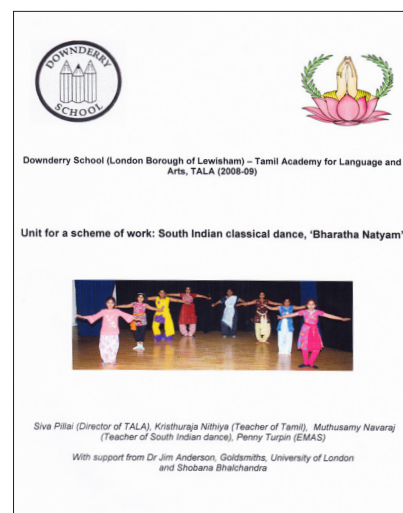 DOWNDERRY
SCHOOL
Downderry School (London Borough of Lewisham) – Tamil Academy for Language and
Arts, TALA (2008-09)
Unit for a scheme of work: South Indian classical dance, ‘Bharatha Natyam’
Siva Pillai (Director of TALA), Kristhuraja Nithiya (Teacher of Tamil), Muthusamy Navaraj
(Teacher of South Indian dance), Penny Turpin (EMAS)
With support from Dr Jim Anderson, Goldsmiths, University of London
and Shobana Bhalchandra